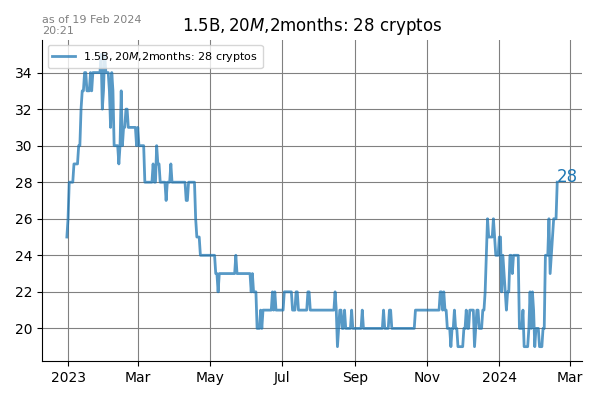 as of 19 Feb 2024
20:21
1.5B, 20M,2months: 28 cryptos
1.5B, 20M,2months: 28 cryptos
34
32
30
28
28
26
24
22
20
2023
Mar
May
Jul
Sep
Nov
2024
Mar